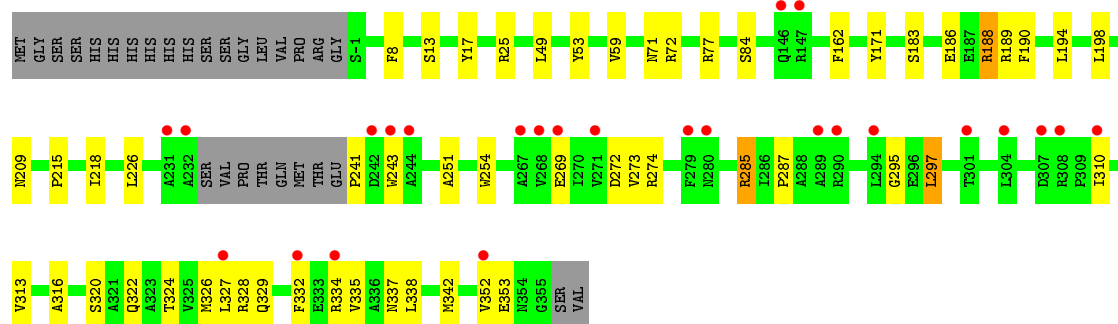 MET GLY SER SER HIS HIS HIS HIS HIS HIS SER SER GLY LEU VAL PRO ARG GLY S-1 F8 S13 Y17 R25 L49 Y53 V59 N71 R72 R77 S84 Q146 R147 F162 Y171 S183 E186 E187 R188 R189 F190 L194 L198
N209 P215 I218 L226 A231 A232 SER VAL PRO THR GLN MET THR GLU P241 D242 W243 A244 A251 W254 A267 V268 E269 I270 V271 D272 V273 R274 F279 N280 R285 I286 P287 A288 A289 R290 L294 G295 E296 L297 T301 L304 D307 R308 P309 I310
V313 A316 S320 A321 Q322 A323 T324 V325 M326 L327 R328 Q329 F332 E333 R334 V335 A336 N337 L338 M342 V352 E353 N354 G355 SER VAL